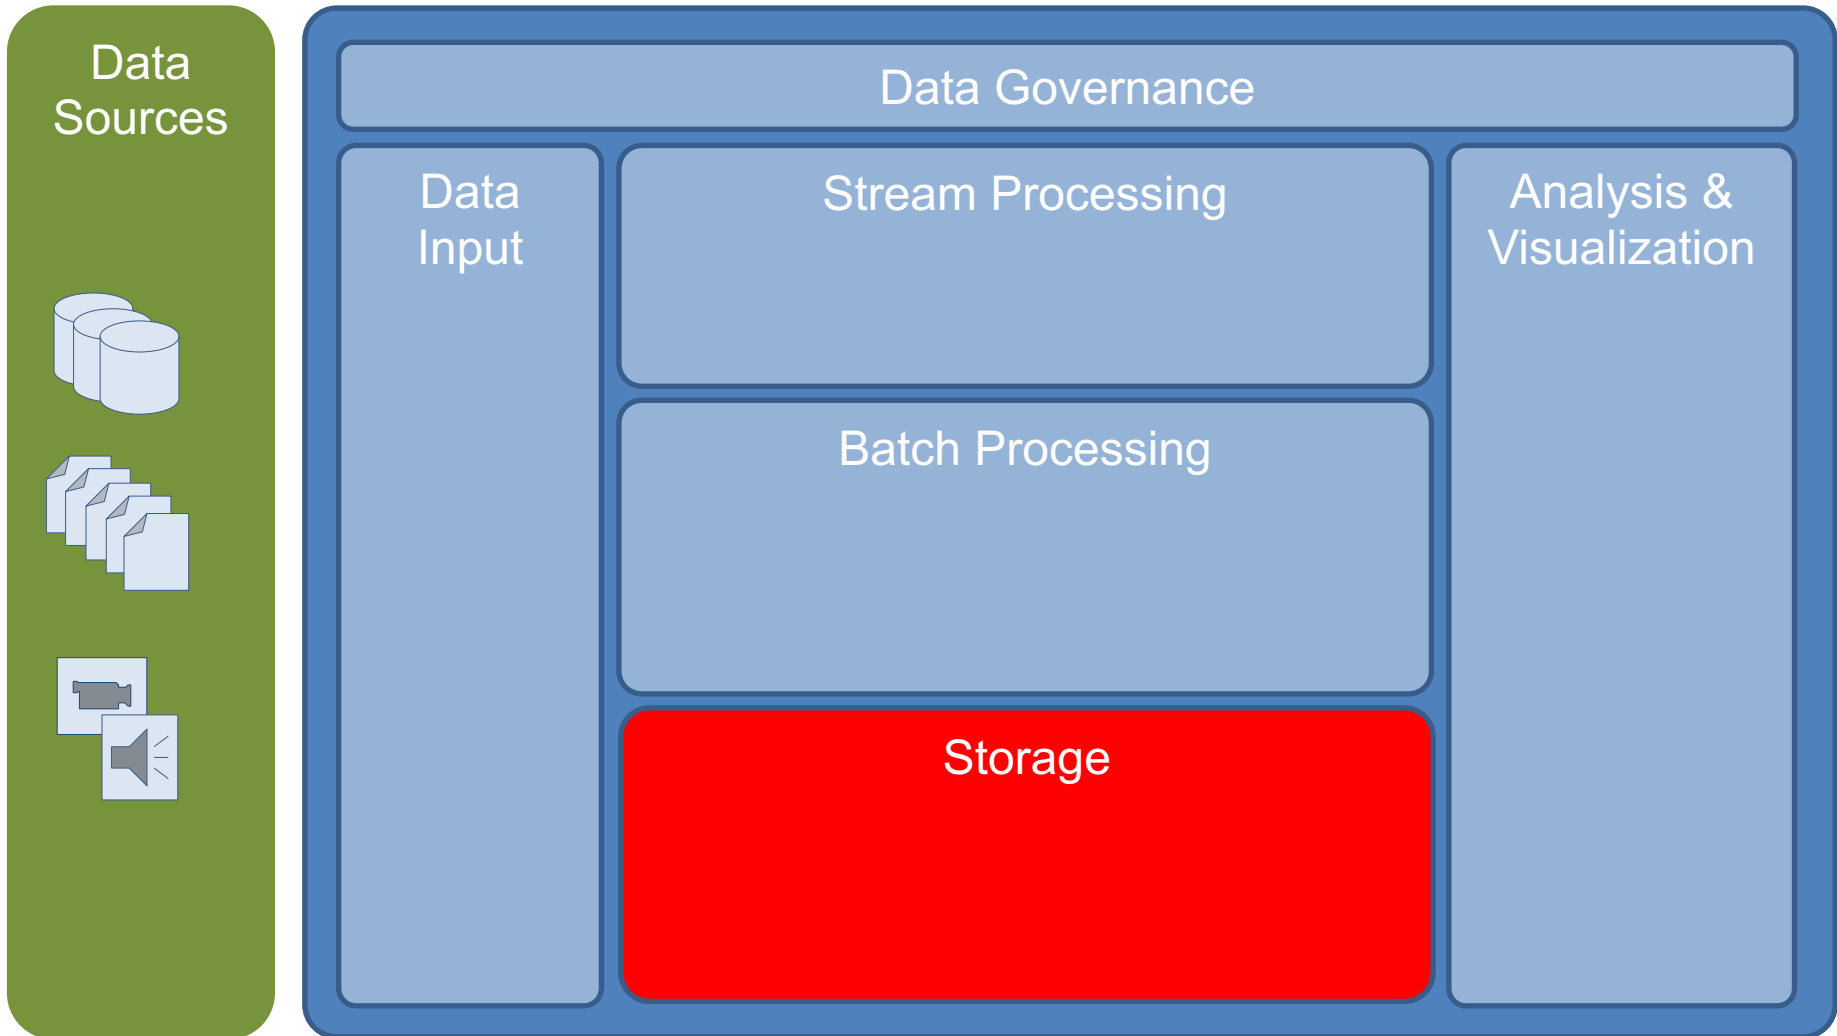 Data
Sources
Data Governance
Data
Input
Stream Processing
Analysis &
Visualization
Batch Processing
Storage